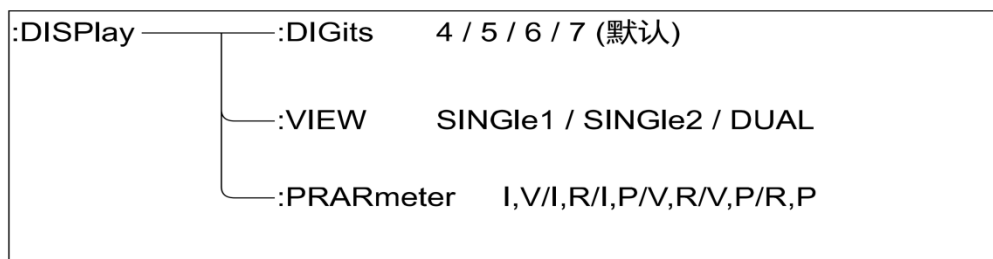 :DISPlay :DIGits 4 / 5 / 6 / 7 (默认)
:VIEW SINGle1 / SINGle2 / DUAL
:PRARmeter I,V/I,R/I,P/V,R/V,P/R,P